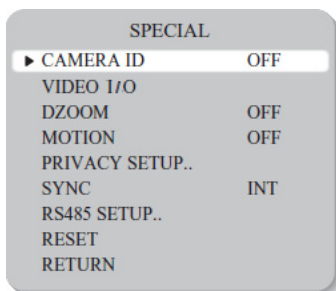 SPECIAL
CAMERA ID OFF
VIDEO I/O
DZOOM OFF
MOTION OFF
PRIVACY SETUP..
SYNC INT
RS485 SETUP..
RESET
RETURN